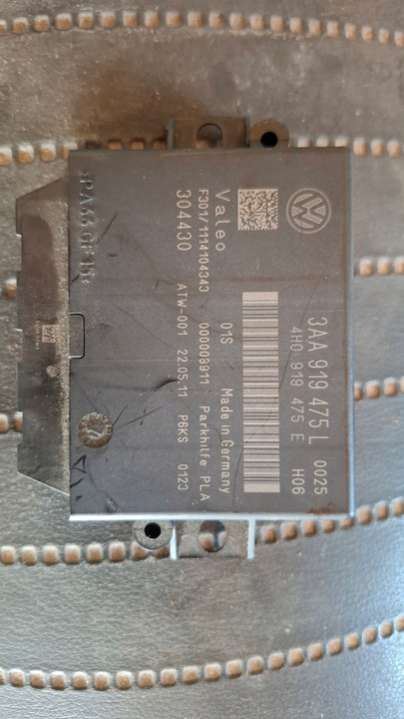 3AA 919 475 L 0025
4H0 919 475 E H06
01S Made in Germany
000009911 Parkhilfe PLA
Valeo
F301/1114104343
304430
ATW-001 22.05.11 P6KS 0123